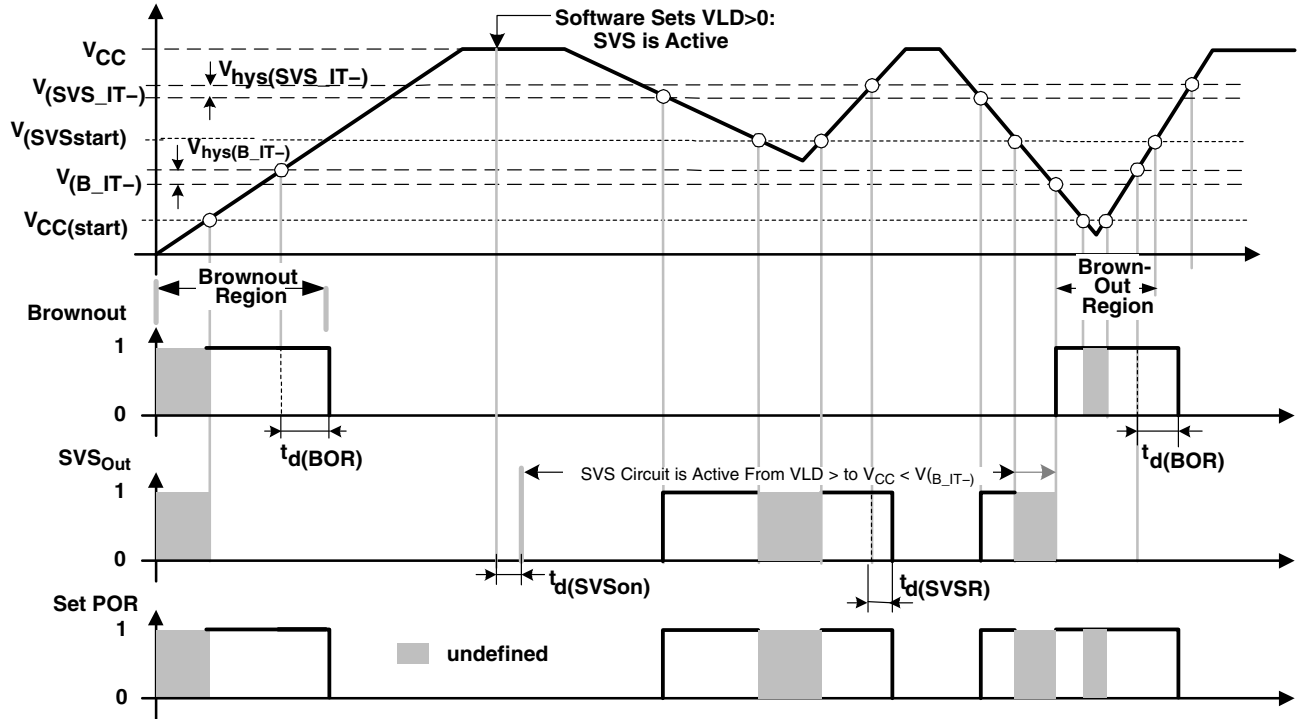 Software Sets VLD>0:
SVS is Active
VCC
Vhys(SVS_IT−)
V(SVS_IT−)
V(SVSstart)
Vhys(B_IT−)
V(B_IT−)
VCC(start)
Brownout
Region
Brown-
Out
Region
Brownout
1
0
td(BOR)
td(BOR)
SVSOut
SVS Circuit is Active From VLD > to VCC < V(B_IT−)
1
0
td(SVSon)
td(SVSR)
Set POR
1
undefined
0